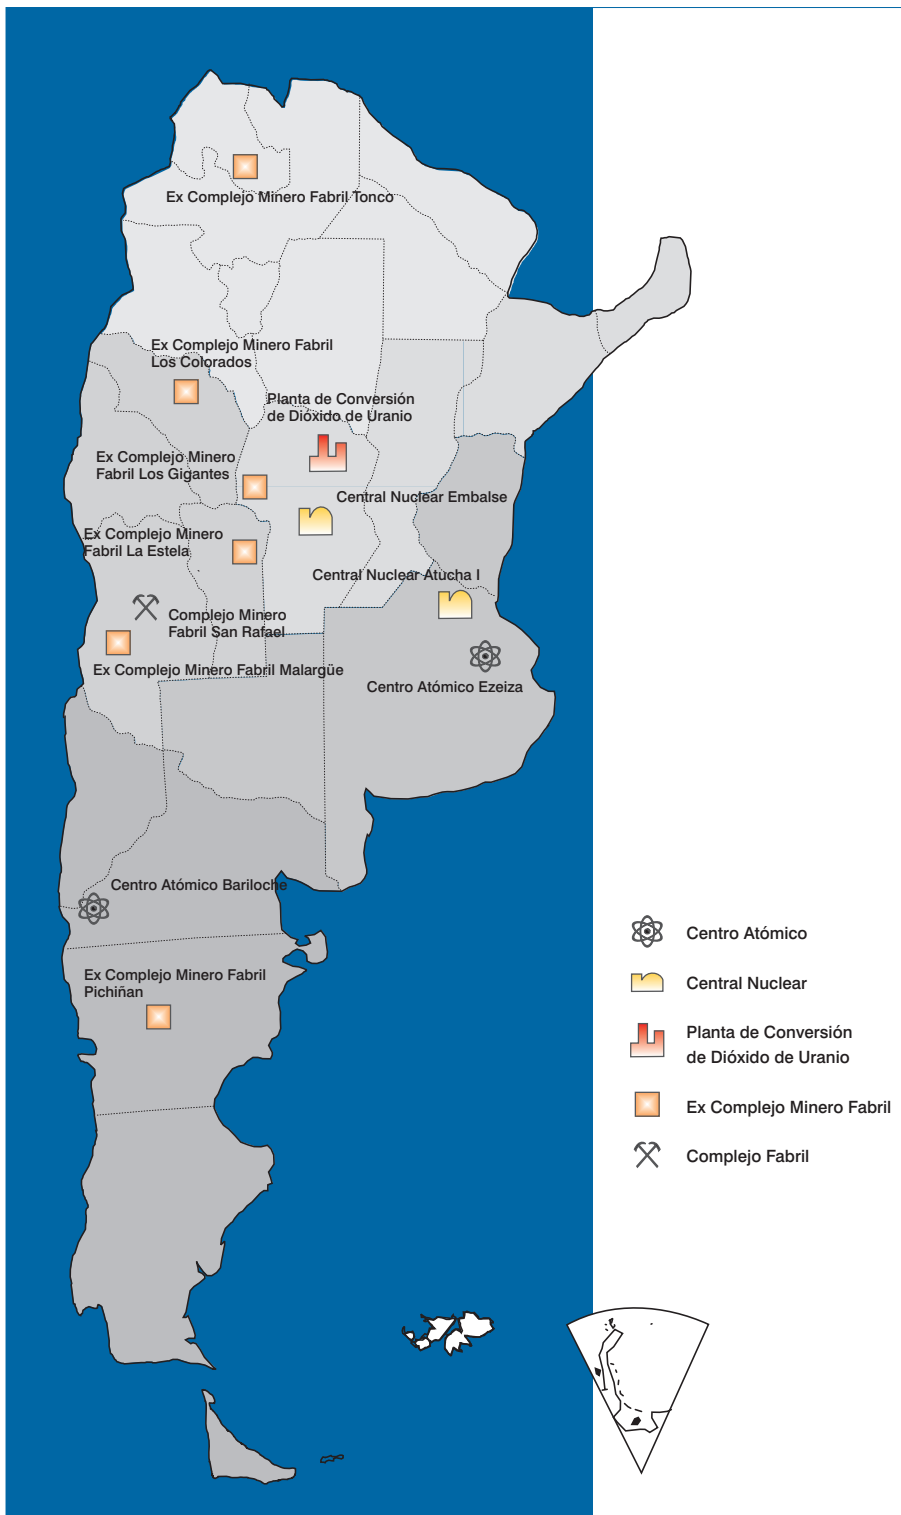 Ex Complejo Minero Fabril Tonco
Ex Complejo Minero Fabril
Los Colorados
Planta de Conversión
de Dióxido de Uranio
Ex Complejo Minero
Fabril Los Gigantes
Central Nuclear Embalse
Ex Complejo Minero
Fabril La Estela
Central Nuclear Atucha I
Complejo Minero
Fabril San Rafael
Ex Complejo Minero Fabril Malargüe
Centro Atómico Ezeiza
Centro Atómico Bariloche
Ex Complejo Minero Fabril
Pichiñan
Centro Atómico
Central Nuclear
Planta de Conversión
de Dióxido de Uranio
Ex Complejo Minero Fabril
Complejo Fabril